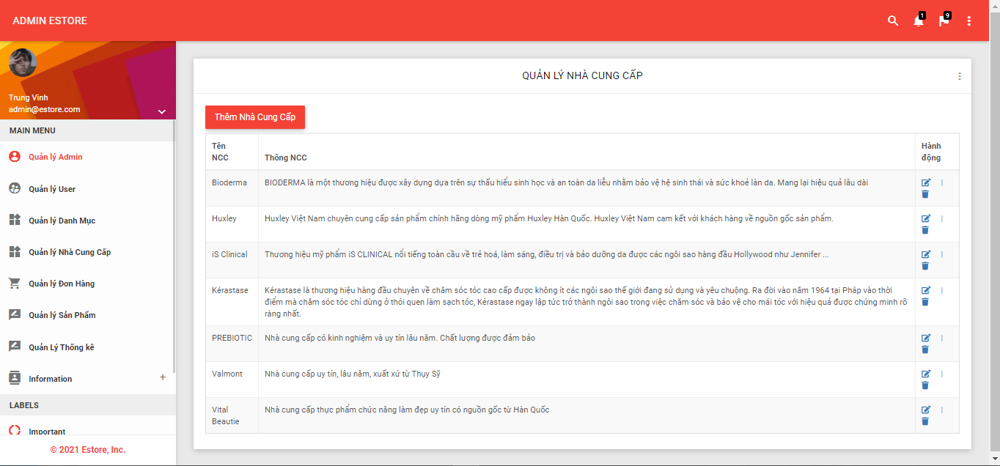 ADMIN ESTORE
1
9
Trung Vinh
admin@estore.com
MAIN MENU
Quản lý Admin
Quản lý User
Quản lý Danh Mục
Quản lý Nhà Cung Cấp
Quản lý Đơn Hàng
Quản lý Sản Phẩm
Quản Lý Thống kê
Information +
LABELS
Important
© 2021 Estore, Inc.
QUẢN LÝ NHÀ CUNG CẤP
Thêm Nhà Cung Cấp
Tên
NCC
Thông NCC
Hành
động
Bioderma
BIODERMA là một thương hiệu được xây dựng dựa trên sự thấu hiểu sinh học và an toàn da liễu nhằm bảo vệ hệ sinh thái và sức khoẻ làn da. Mang lại hiệu quả lâu dài
|
Huxley
Huxley Việt Nam chuyên cung cấp sản phẩm chính hãng dòng mỹ phẩm Huxley Hàn Quốc. Huxley Việt Nam cam kết với khách hàng về nguồn gốc sản phẩm.
|
iS Clinical
Thương hiệu mỹ phẩm iS CLINICAL nổi tiếng toàn cầu về trẻ hoá, làm sáng, điều trị và bảo dưỡng da được các ngôi sao hàng đầu Hollywood như Jennifer ...
|
Kérastase
Kérastase là thương hiệu hàng đầu chuyên về chăm sóc tóc cao cấp được không ít các ngôi sao thế giới đang sử dụng và yêu chuộng. Ra đời vào năm 1964 tại Pháp vào thời
điểm mà chăm sóc tóc chỉ dừng ở thói quen làm sạch tóc, Kérastase ngay lập tức trở thành ngôi sao trong việc chăm sóc và bảo vệ cho mái tóc với hiệu quả được chứng minh rõ
ràng nhất.
|
PREBIOTIC
Nhà cung cấp có kinh nghiệm và uy tín lâu năm. Chất lượng được đảm bảo
|
Valmont
Nhà cung cấp uy tín, lâu năm, xuất xứ từ Thụy Sỹ
|
Vital
Beautie
Nhà cung cấp thực phẩm chức năng làm đẹp uy tín có nguồn gốc từ Hàn Quốc
|